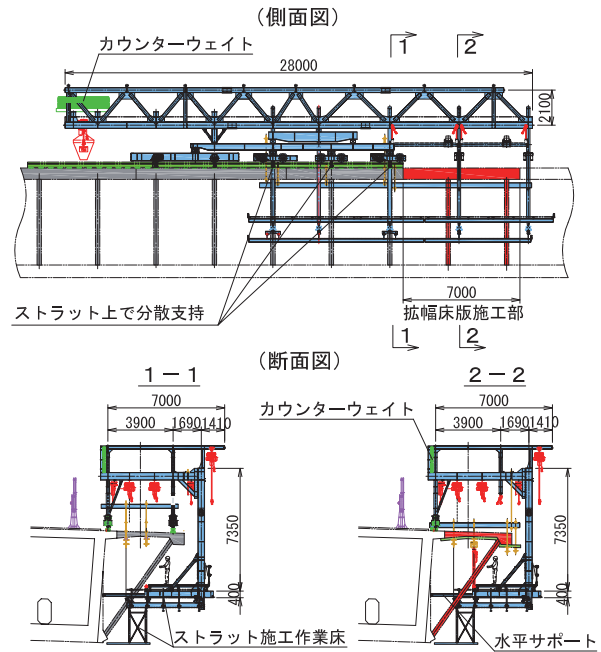 （側面図）
カウンターウェイト
1
2
28000
2100
7000
ストラット上で分散支持
拡幅床版施工部
1
2
（断面図）
1－1
2－2
7000
7000
カウンターウェイト
3900
1690
1410
3900
1690
1410
7350
7350
400
400
ストラット施工作業床
水平サポート